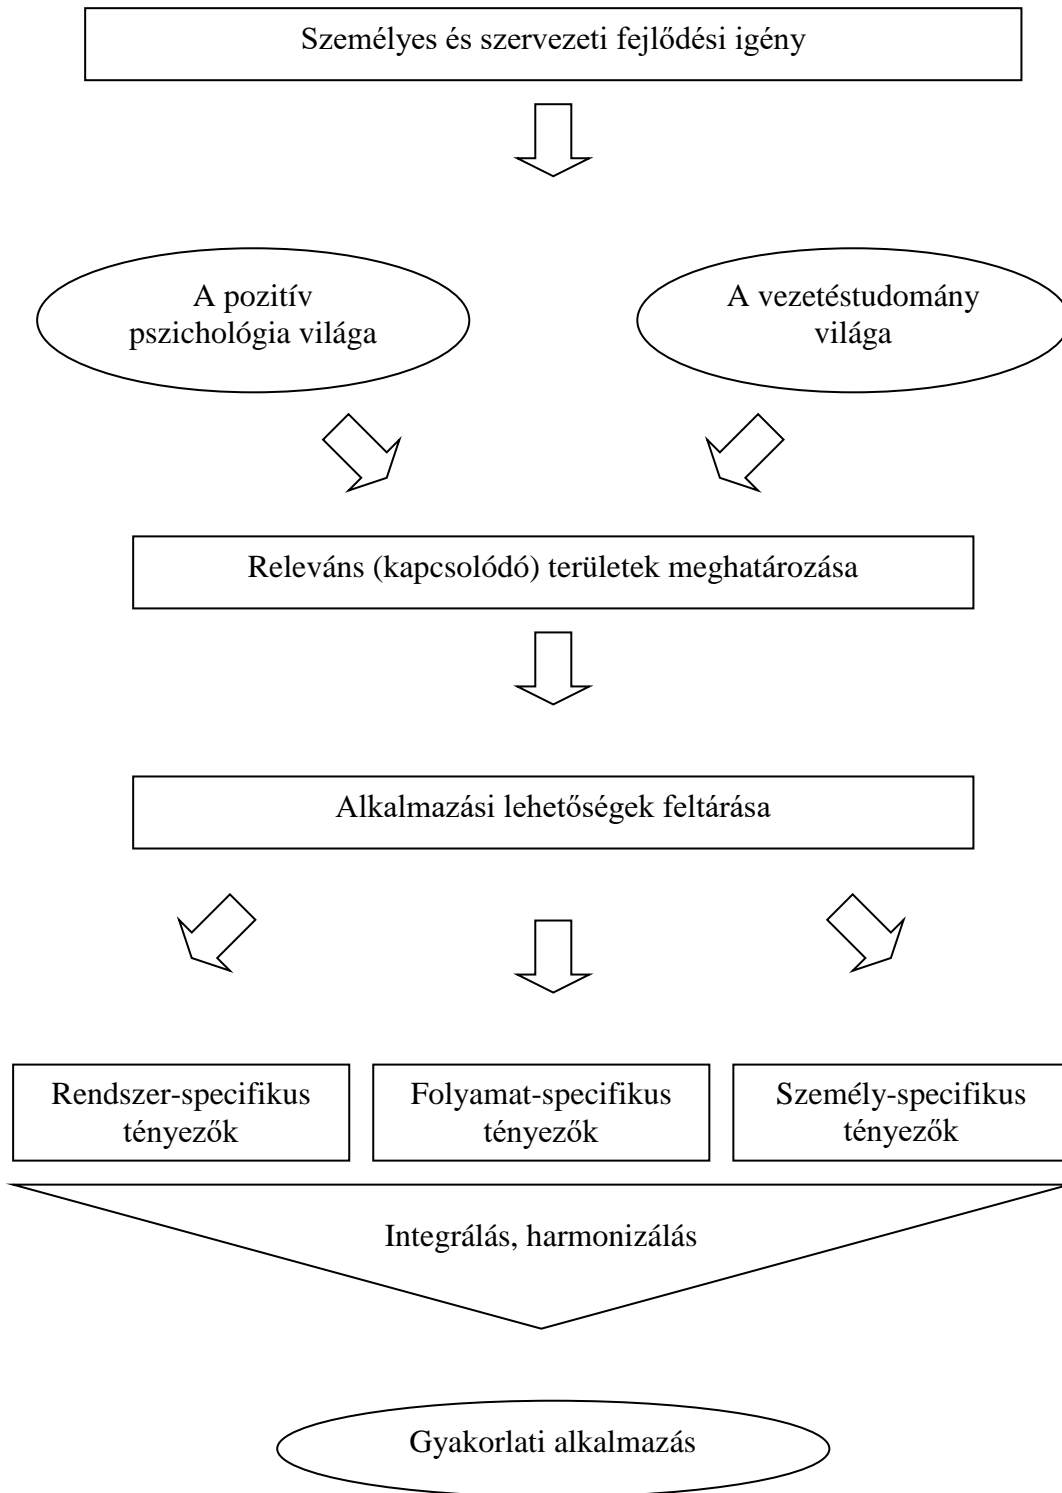 Személyes és szervezeti fejlődési igény
A pozitív
pszichológia világa
A vezetéstudomány
világa
Releváns (kapcsolódó) területek meghatározása
Alkalmazási lehetőségek feltárása
Rendszer-specifikus
tényezők
Folyamat-specifikus
tényezők
Személy-specifikus
tényezők
Integrálás, harmonizálás
Gyakorlati alkalmazás